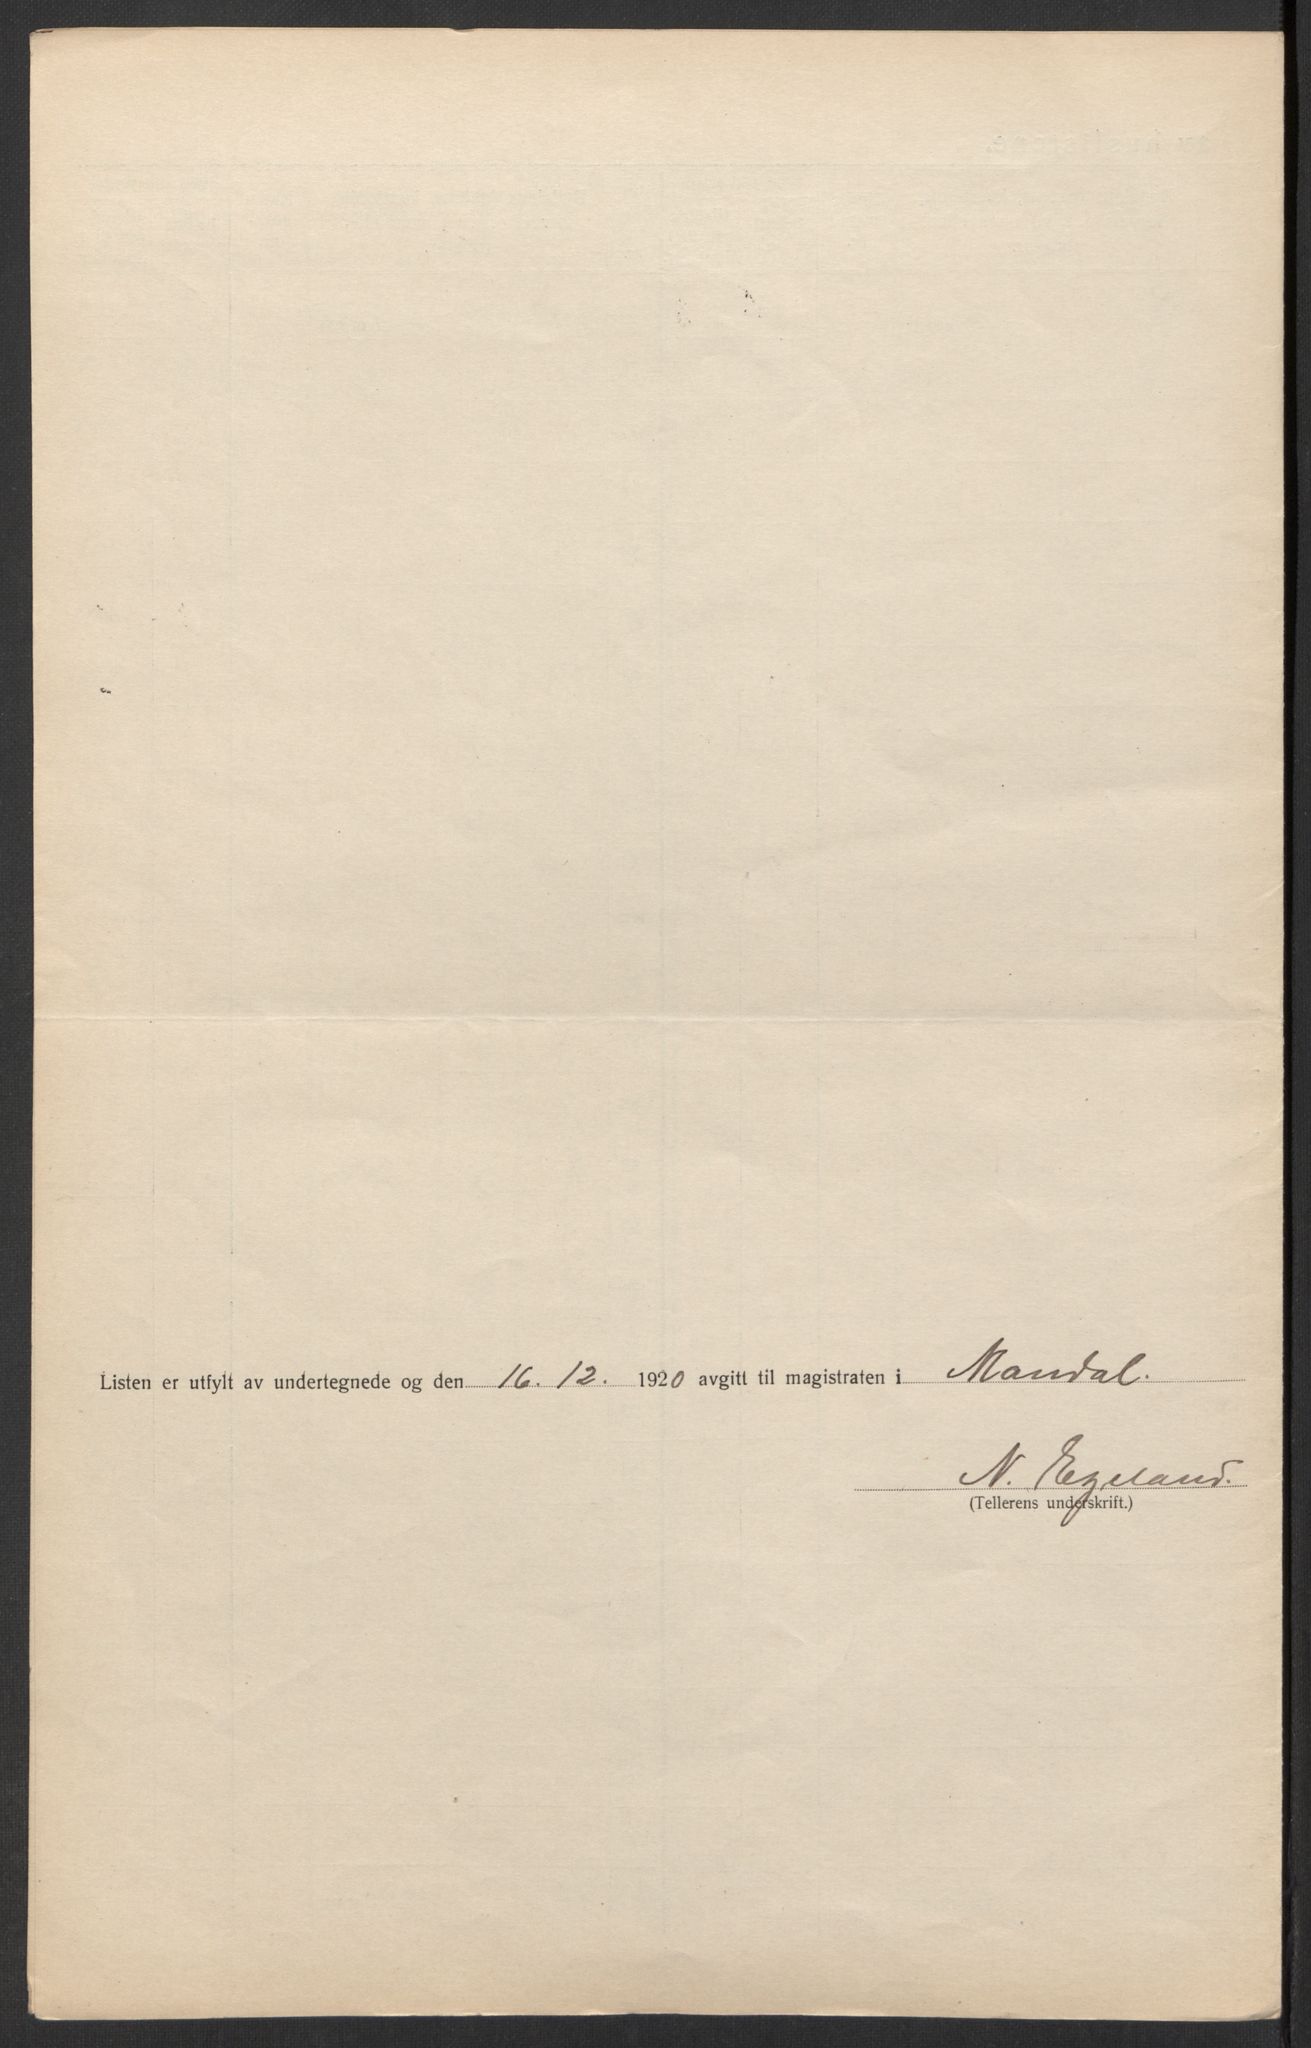 Listen er utfylt av undertegnede og den 16. 12. 1920 avgitt til magistraten i Mandal.
N. Egeland.
(Tellerens underskrift.)